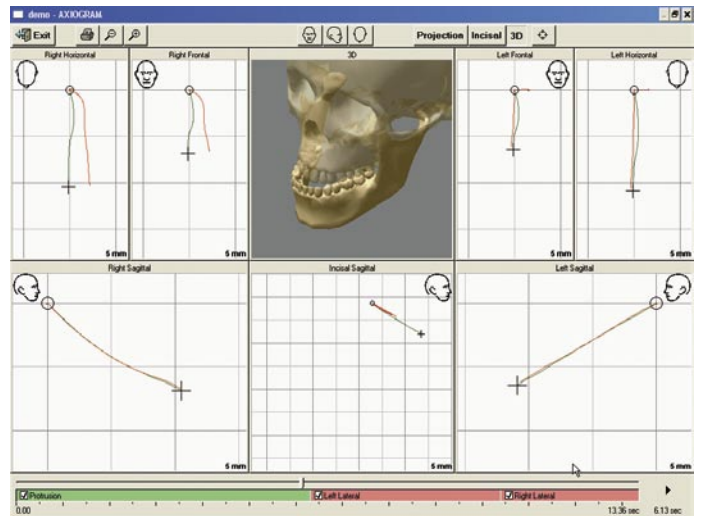 demo - AXIOGRAM
Exit
Projection Incisal 3D
Right Horizontal
Right Frontal
3D
Left Frontal
Left Horizontal
5 mm
5 mm
5 mm
5 mm
Right Sagittal
Incisal Sagittal
Left Sagittal
5 mm
5 mm
5 mm
Protrusion
Left Lateral
Right Lateral
0.00
13.36 sec
6.13 sec